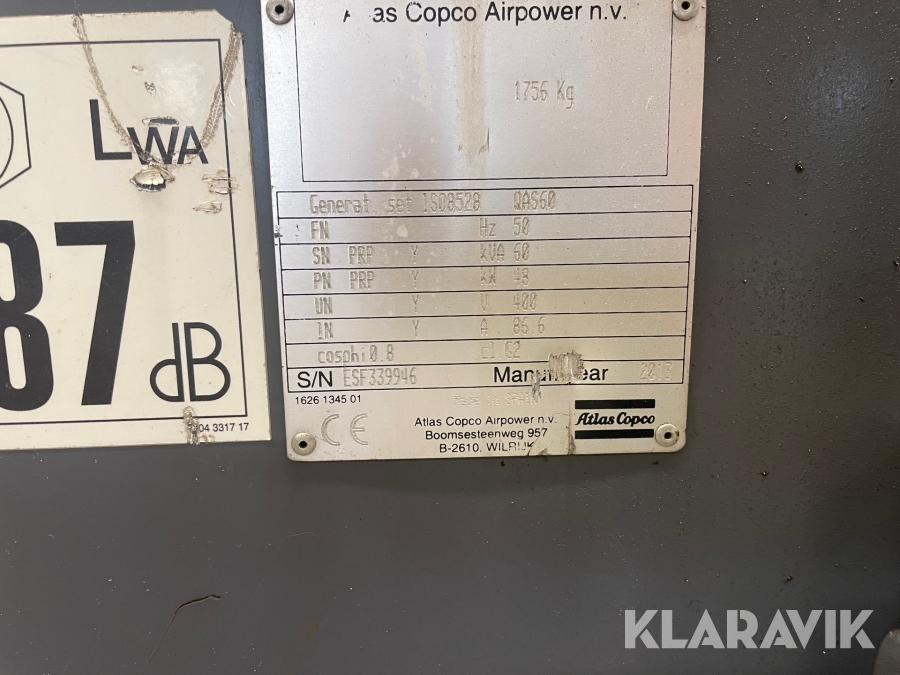 Atlas Copco Airpower n.v.
1756 Kg
LWA
87
dB
Generat. set ISO8528 QAS60
FN Hz 50
SN PRP Y kVA 60
PN PRP Y kW 48
UN Y V 400
IN Y A 86.6
cosphi 0.8 cl G2
S/N ESF339946 Manuf. year 2013
1626 1345 01
CE
Atlas Copco Airpower n.v.
Boomsesteenweg 957
B-2610, WILRIJK
Atlas Copco
3317 17
KLARAVIK